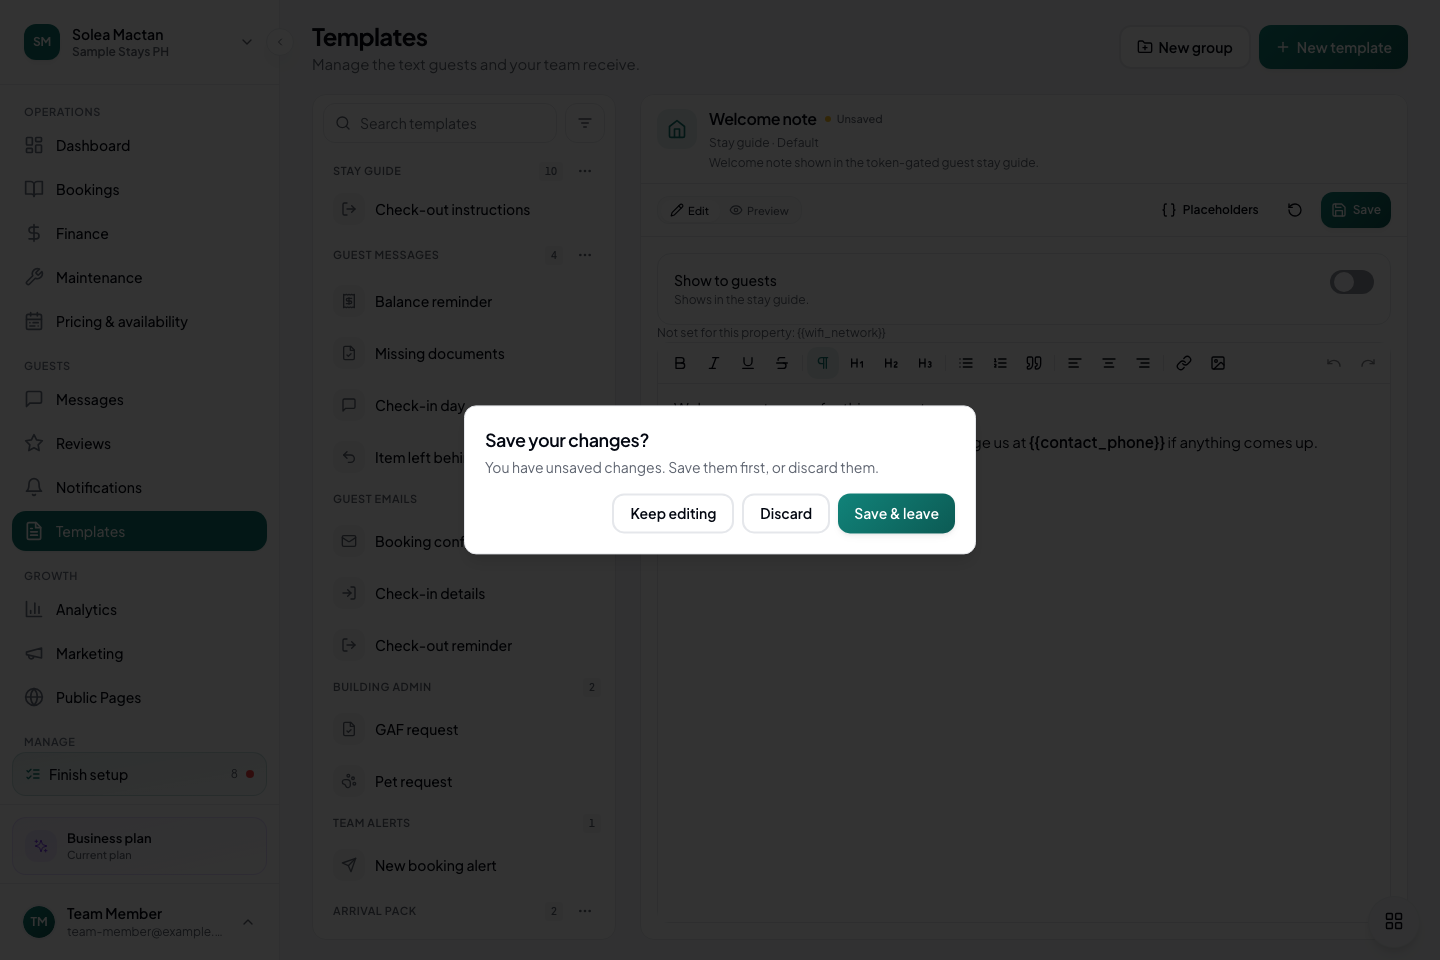 SM
Solea Mactan
Sample Stays PH
OPERATIONS
Dashboard
Bookings
Finance
Maintenance
Pricing & availability
GUESTS
Messages
Reviews
Notifications
Templates
GROWTH
Analytics
Marketing
Public Pages
MANAGE
Finish setup
8
Business plan
Current plan
TM
Team Member
team-member@example....
Templates
Manage the text guests and your team receive.
New group
New template
Search templates
STAY GUIDE
10
Check-out instructions
GUEST MESSAGES
4
Balance reminder
Missing documents
Check-in day
Item left behi
GUEST EMAILS
Booking conf
Check-in details
Check-out reminder
BUILDING ADMIN
2
GAF request
Pet request
TEAM ALERTS
1
New booking alert
ARRIVAL PACK
2
Welcome note
Unsaved
Stay guide · Default
Welcome note shown in the token-gated guest stay guide.
Edit
Preview
{ } Placeholders
Save
Show to guests
Shows in the stay guide.
Not set for this property: {{wifi_network}}
B I U S ¶ H1 H2 H3
ge us at {{contact_phone}} if anything comes up.
Save your changes?
You have unsaved changes. Save them first, or discard them.
Keep editing
Discard
Save & leave